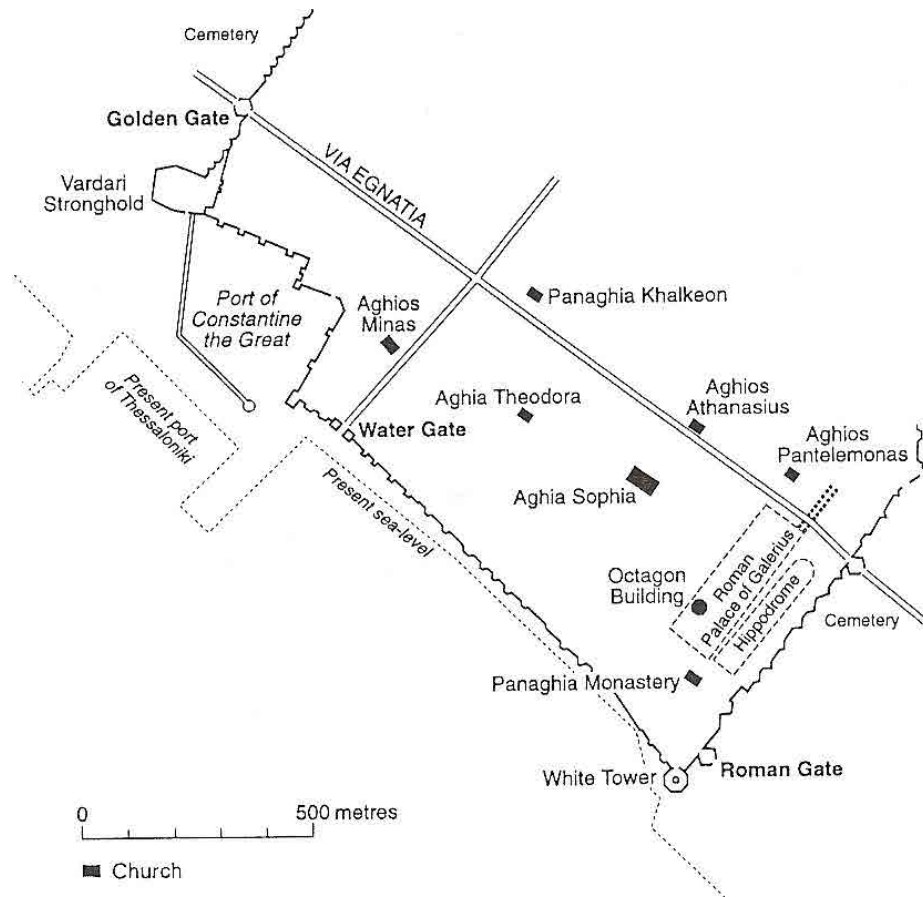 Cemetery
Golden Gate
VIA EGNATIA
Vardari
Stronghold
Port of
Constantine
the Great
Aghios
Minas
Panaghia Khalkeon
Present port
of Thessaloniki
Aghia Theodora
Aghios
Athanasius
Water Gate
Aghios
Pantelemonas
Aghia Sophia
Present sea-level
Octagon
Building
Roman
Palace of Galerius
Hippodrome
Cemetery
Panaghia Monastery
White Tower
Roman Gate
0 500 metres
Church